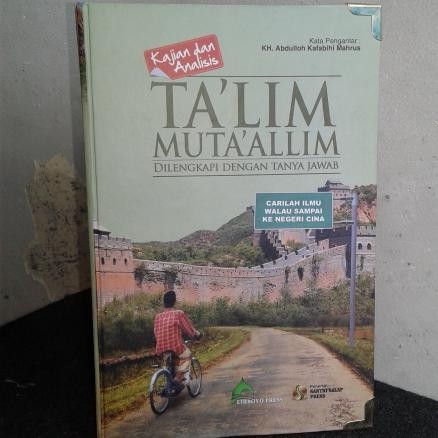 Kata Pengantar :
KH. Abdulloh Kafabihi Mahrus
Kajian dan
Analisis
TA'LIM
MUTA'ALLIM
DILENGKAPI DENGAN TANYA JAWAB
CARILAH ILMU
WALAU SAMPAI
KE NEGERI CINA
LIRBOYO PRESS
Penerbit:
SANTRI SALAF
PRESS